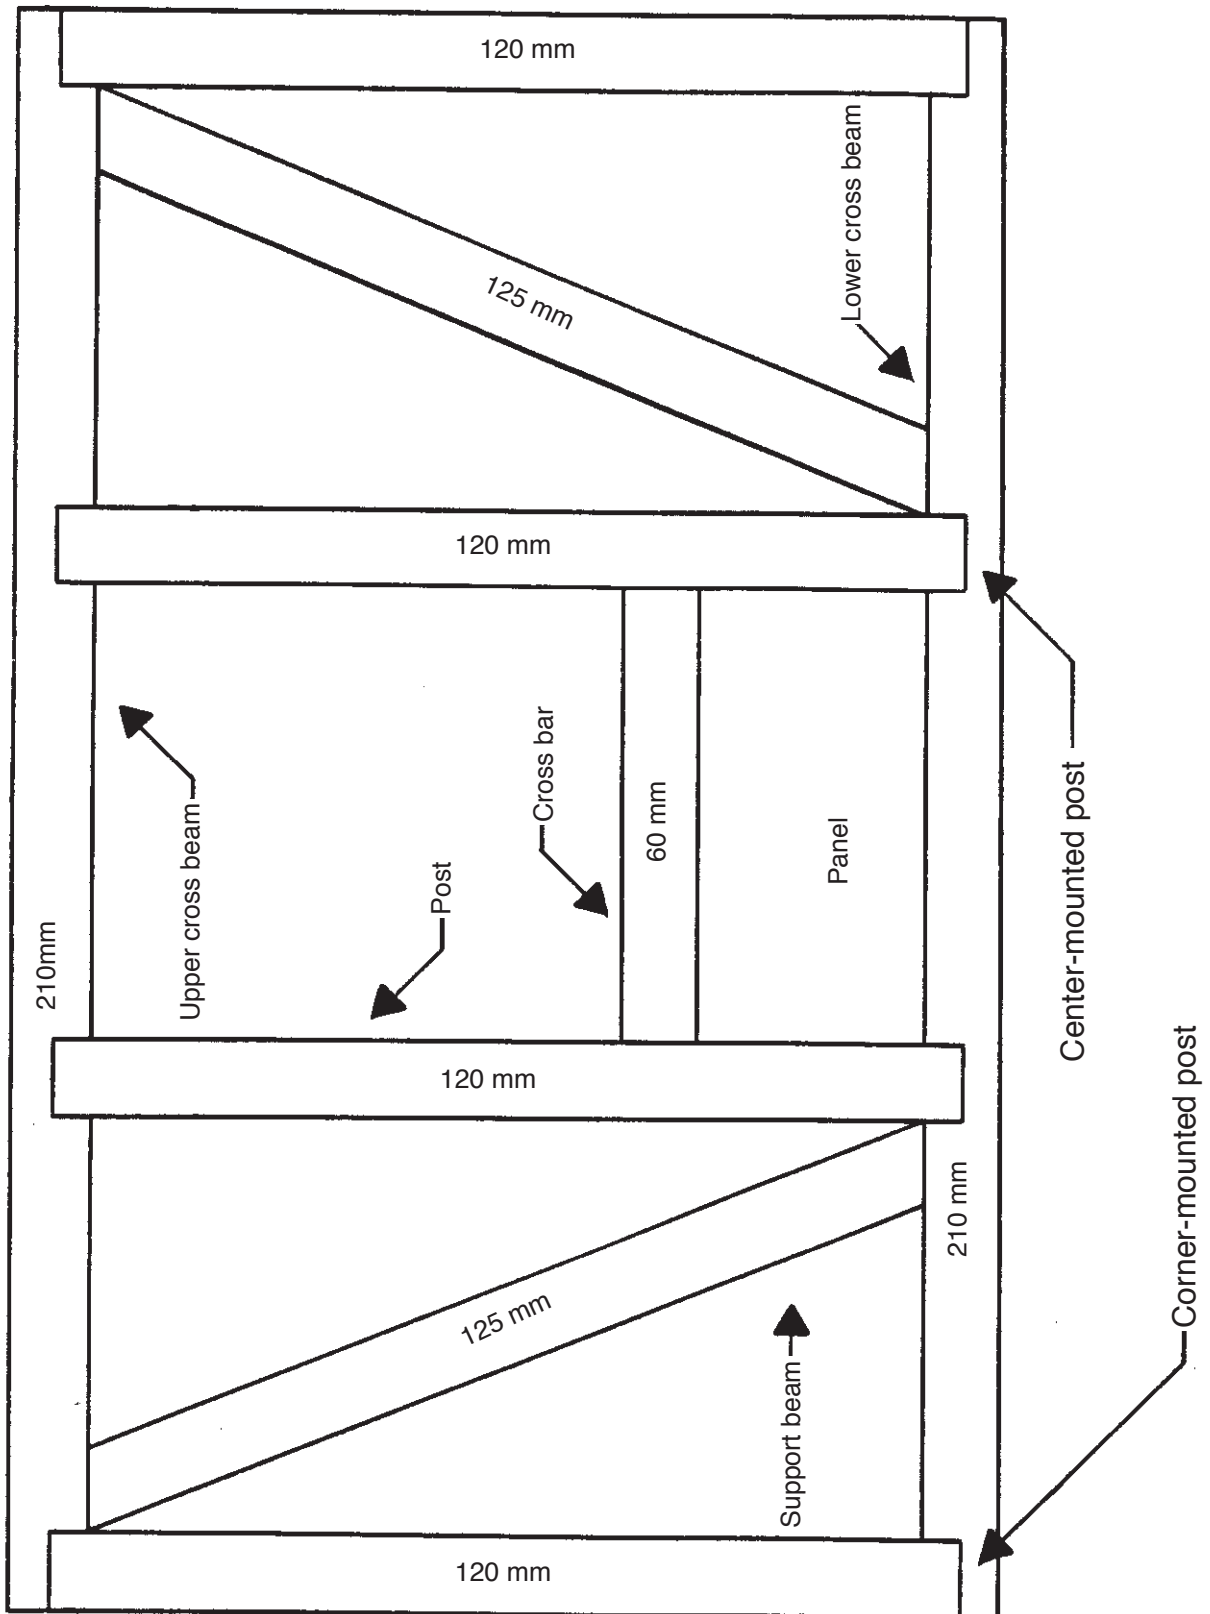 120 mm
Lower cross beam
125 mm
120 mm
Upper cross beam
Cross bar
60 mm
Panel
Center-mounted post
Post
210mm
120 mm
210 mm
Corner-mounted post
125 mm
Support beam
120 mm